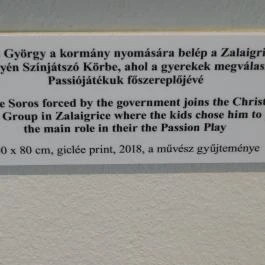 György a kormány nyomására belép a Zalaigri
yén Színjátszó Körbe, ahol a gyerekek megválas
Passiójátékuk főszereplőjévé
e Soros forced by the government joins the Christ
Group in Zalaigrice where the kids chose him to
the main role in their the Passion Play
0 x 80 cm, giclée print, 2018, a művész gyűjteménye